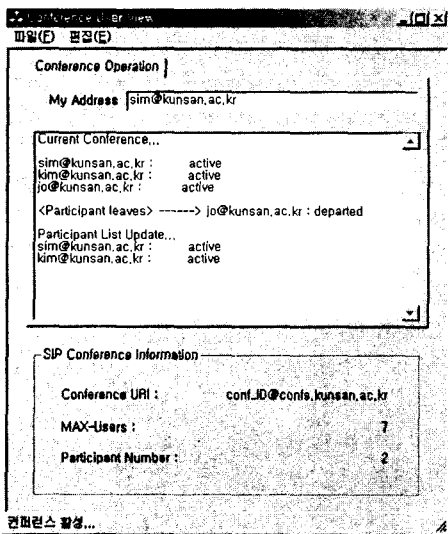 Conference User View
파일(F) 편집(E)
Conference Operation
My Address sim@kunsan.ac.kr
Current Conference...
sim@kunsan.ac.kr : active
kim@kunsan.ac.kr : active
jo@kunsan.ac.kr : active
<Participant leaves> ------> jo@kunsan.ac.kr : departed
Participant List Update...
sim@kunsan.ac.kr : active
kim@kunsan.ac.kr : active
SIP Conference Information
Conference URI : conf_ID@confs.kunsan.ac.kr
MAX-Users : 7
Participant Number : 2
컨퍼런스 활성...